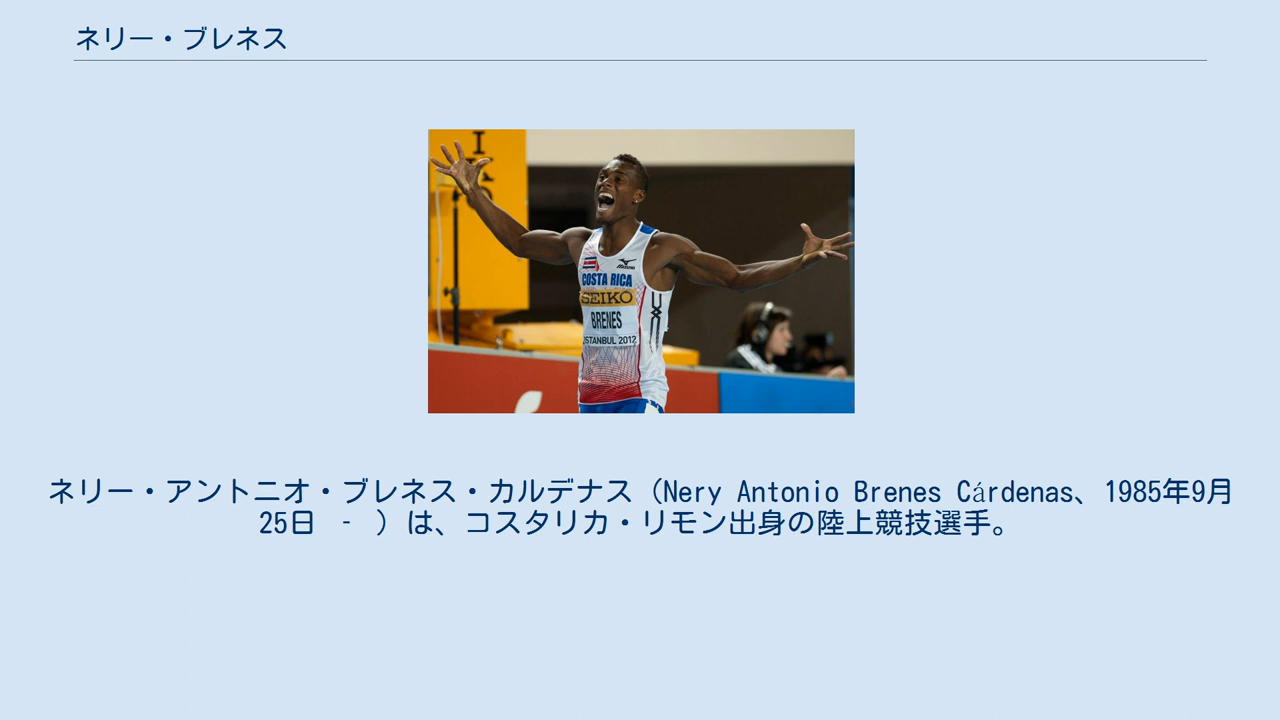 ネリー・ブレネス
I
K
COSTA RICA
MIZUNO
SEIKO
BRENES
ISTANBUL 2012
ネリー・アントニオ・ブレネス・カルデナス（Nery Antonio Brenes Cárdenas、1985年9月
25日 - ）は、コスタリカ・リモン出身の陸上競技選手。